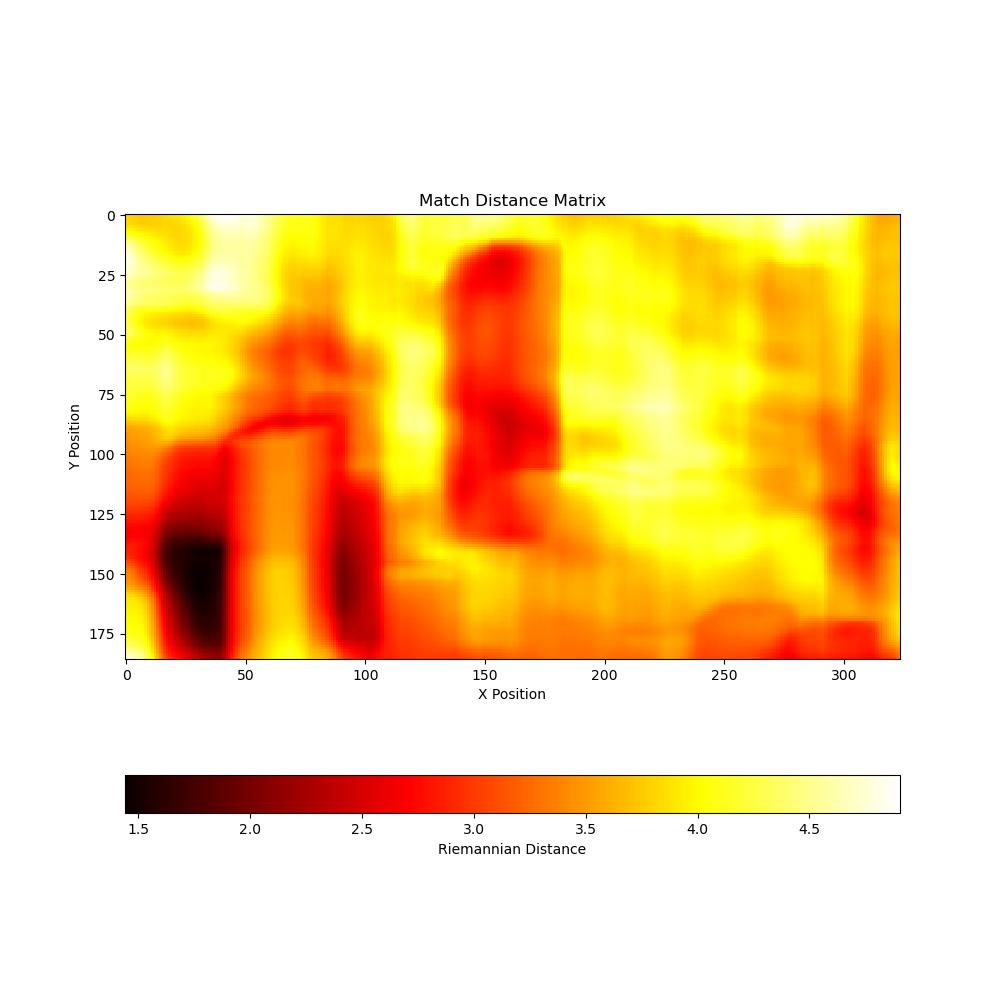 Match Distance Matrix
0
25
50
75
100
125
150
175
Y Position
0 50 100 150 200 250 300
X Position
1.5 2.0 2.5 3.0 3.5 4.0 4.5
Riemannian Distance